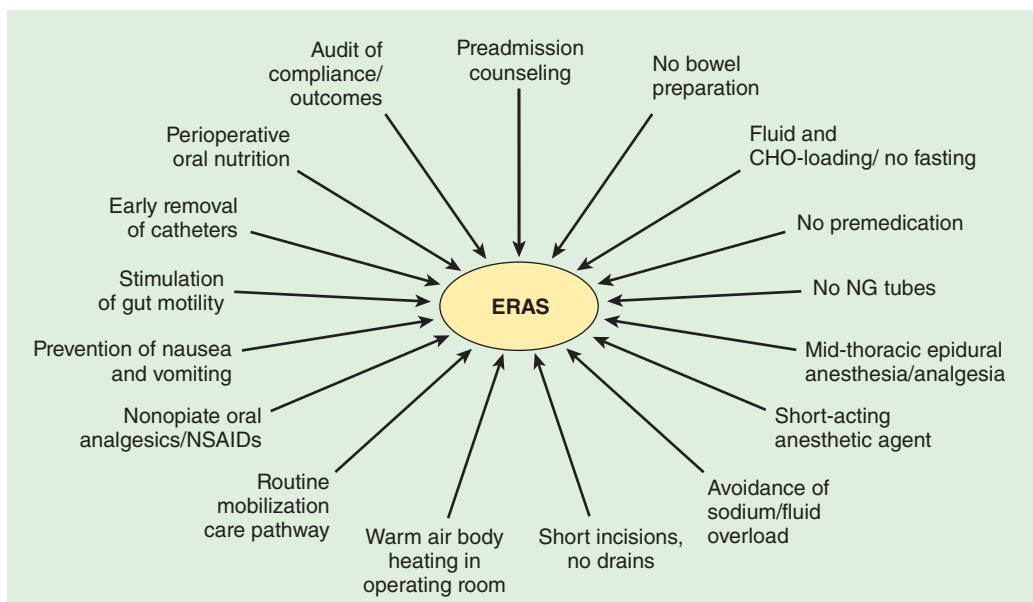 Audit of
compliance/
outcomes
Preadmission
counseling
No bowel
preparation
Perioperative
oral nutrition
Fluid and
CHO-loading/ no fasting
Early removal
of catheters
No premedication
Stimulation
of gut motility
ERAS
No NG tubes
Prevention of nausea
and vomiting
Mid-thoracic epidural
anesthesia/analgesia
Nonopiate oral
analgesics/NSAIDs
Short-acting
anesthetic agent
Routine
mobilization
care pathway
Warm air body
heating in
operating room
Short incisions,
no drains
Avoidance of
sodium/fluid
overload